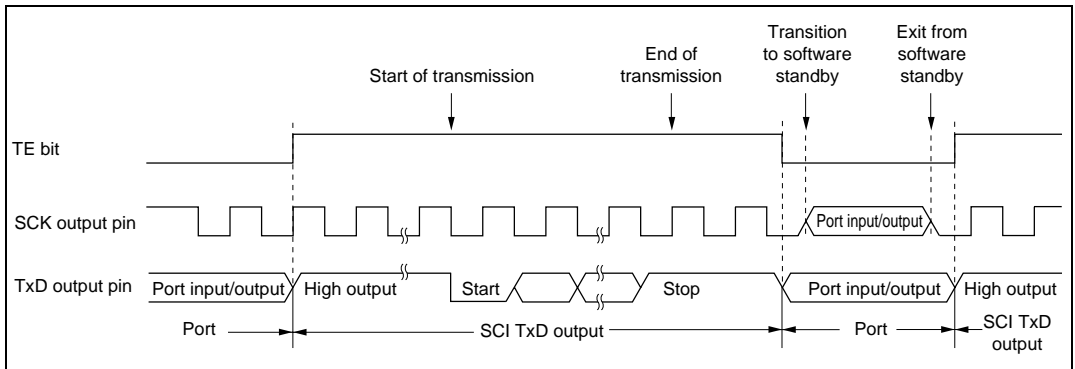 Transition
to software
standby
Exit from
software
standby
End of
transmission
Start of transmission
TE bit
SCK output pin
Port input/output
TxD output pin
Port input/output
High output
Start
Stop
Port input/output
High output
Port
SCI TxD output
Port
SCI TxD
output